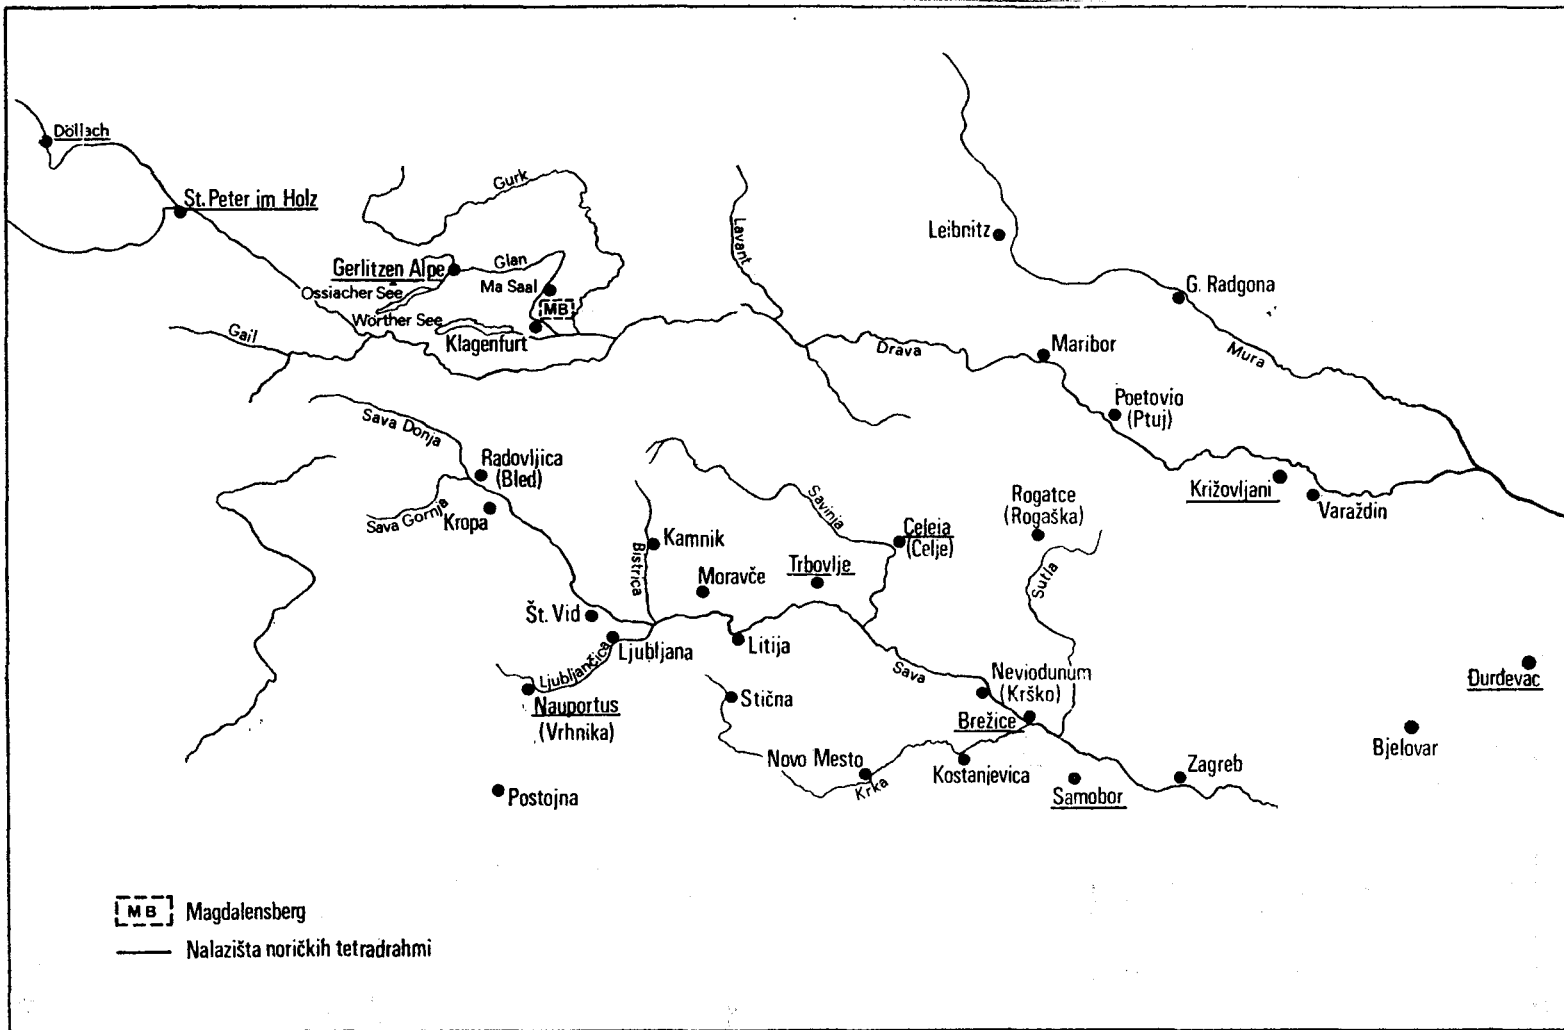 Döllach
St. Peter im Holz
Gurk
Lavant
Leibnitz
Gerlitzen Alpe
Glan
Ossiacher See
Ma Saal
MB
G. Radgona
Wörther See
Klagenfurt
Gail
Drava
Maribor
Mura
Poetovio
(Ptuj)
Sava Donja
Radovljica
(Bled)
Sava Gornja
Kropa
Savinja
Rogatce
(Rogaška)
Križovljani
Varaždin
Kamnik
Bistrica
Celeia
(Celje)
Moravče
Trbovlje
Sutla
Št. Vid
Ljubljana
Litija
Ljubljančica
Sava
Neviodunum
(Krško)
Đurđevac
Nauportus
(Vrhnika)
Stična
Brežice
Bjelovar
Novo Mesto
Krka
Kostanjevica
Zagreb
Samobor
Postojna
MB Magdalensberg
Nalazišta noričkih tetradrahmi